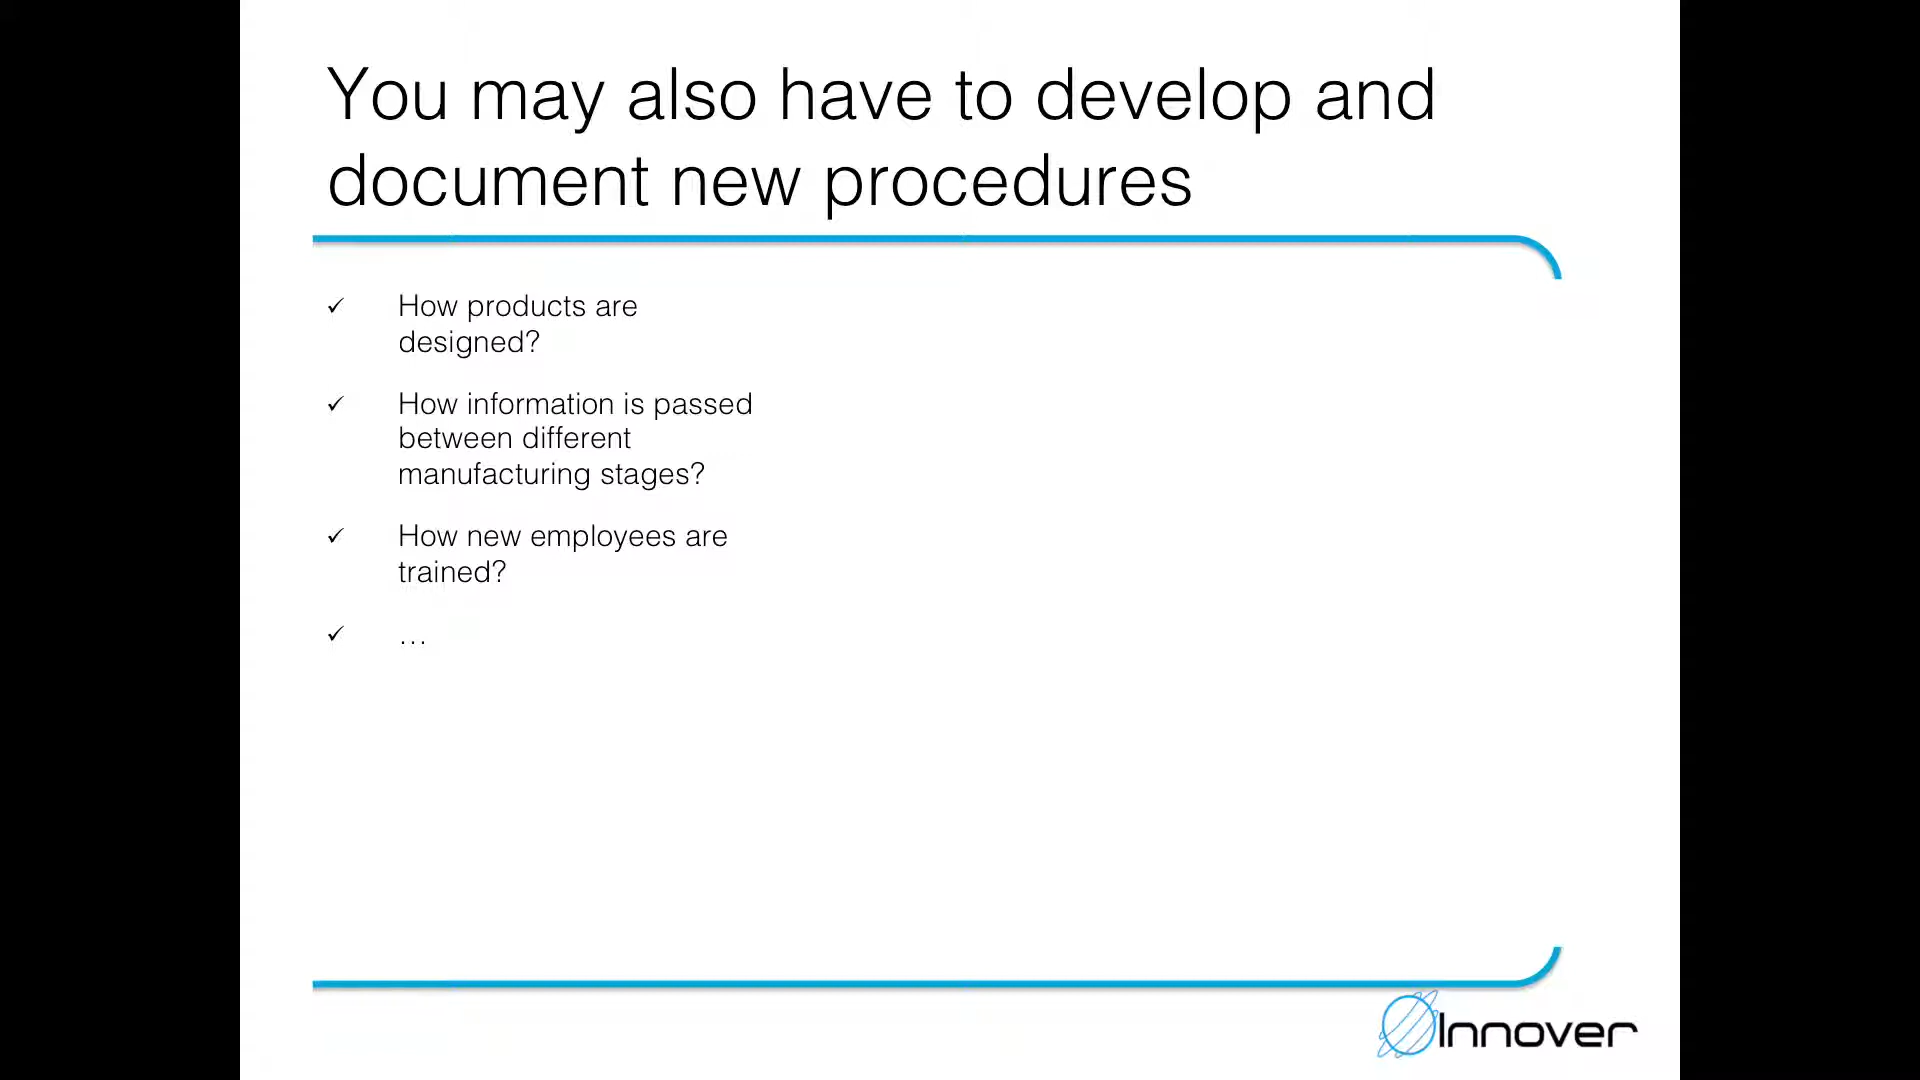 You may also have to develop and
document new procedures
✓ How products are
designed?
✓ How information is passed
between different
manufacturing stages?
✓ How new employees are
trained?
✓ …
Innover